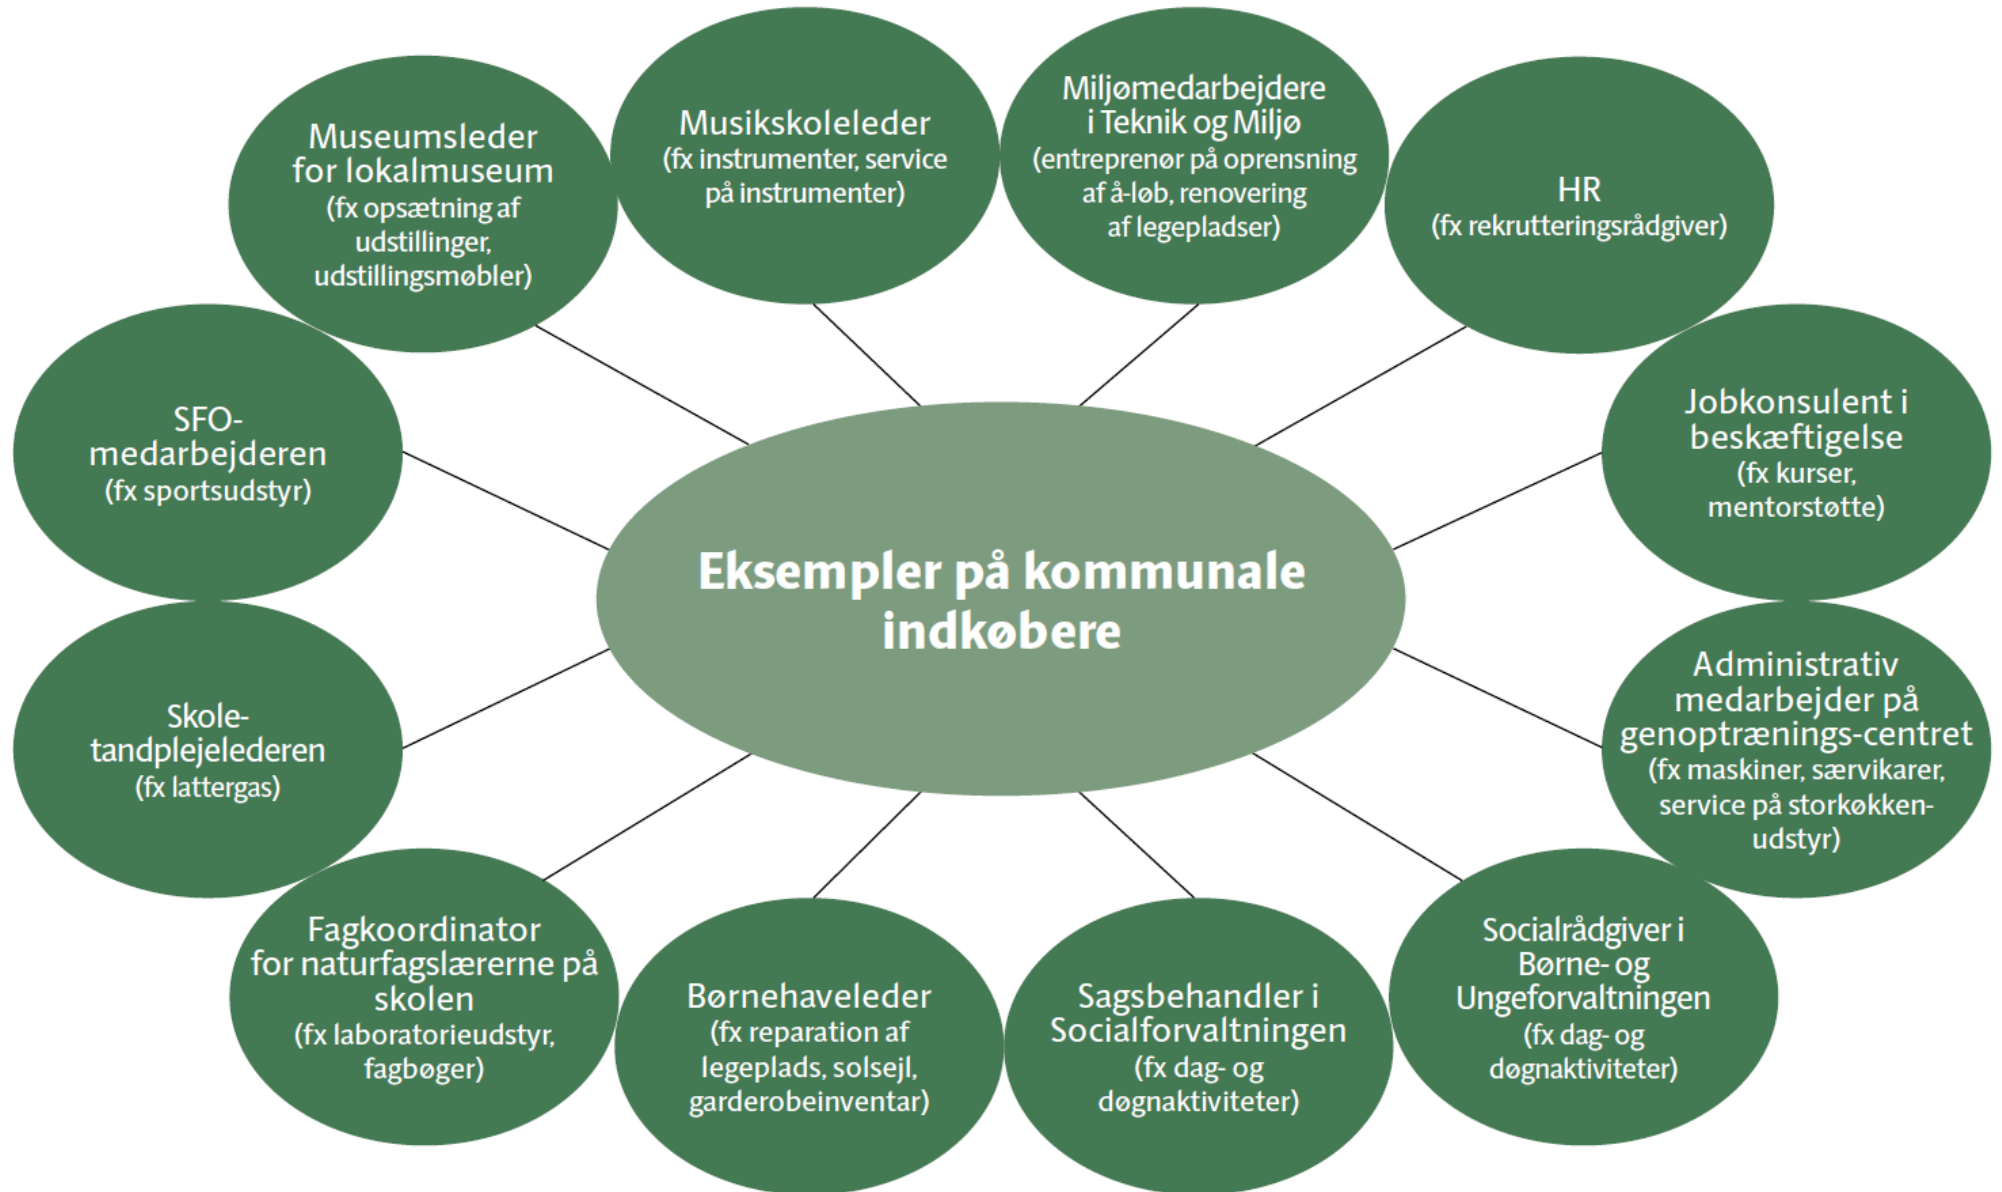 Museumsleder
for lokalmuseum
(fx opsætning af
udstillinger,
udstillingsmøbler)
Musikskoleleder
(fx instrumenter, service
på instrumenter)
Miljømedarbejdere
i Teknik og Miljø
(entreprenør på oprensning
af å-løb, renovering
af legepladser)
HR
(fx rekrutteringsrådgiver)
Jobkonsulent i
beskæftigelse
(fx kurser,
mentorstøtte)
Administrativ
medarbejder på
genoptrænings-centret
(fx maskiner, særvikarer,
service på storkøkken-
udstyr)
Socialrådgiver i
Børne- og
Ungeforvaltningen
(fx dag- og
døgnaktiviteter)
Sagsbehandler i
Socialforvaltningen
(fx dag- og
døgnaktiviteter)
Børnehaveleder
(fx reparation af
legeplads, solsejl,
garderobeinventar)
Fagkoordinator
for naturfagslærerne på
skolen
(fx laboratorieudstyr,
fagbøger)
Skole-
tandplejelederen
(fx lattergas)
SFO-
medarbejderen
(fx sportsudstyr)
Eksempler på kommunale
indkøbere